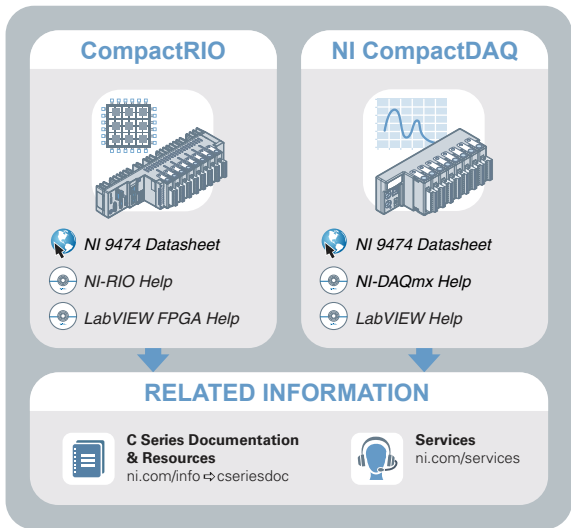 CompactRIO
NI 9474 Datasheet
NI-RIO Help
LabVIEW FPGA Help
NI CompactDAQ
NI 9474 Datasheet
NI-DAQmx Help
LabVIEW Help
RELATED INFORMATION
C Series Documentation
& Resources
ni.com/info ➪ cseriesdoc
Services
ni.com/services